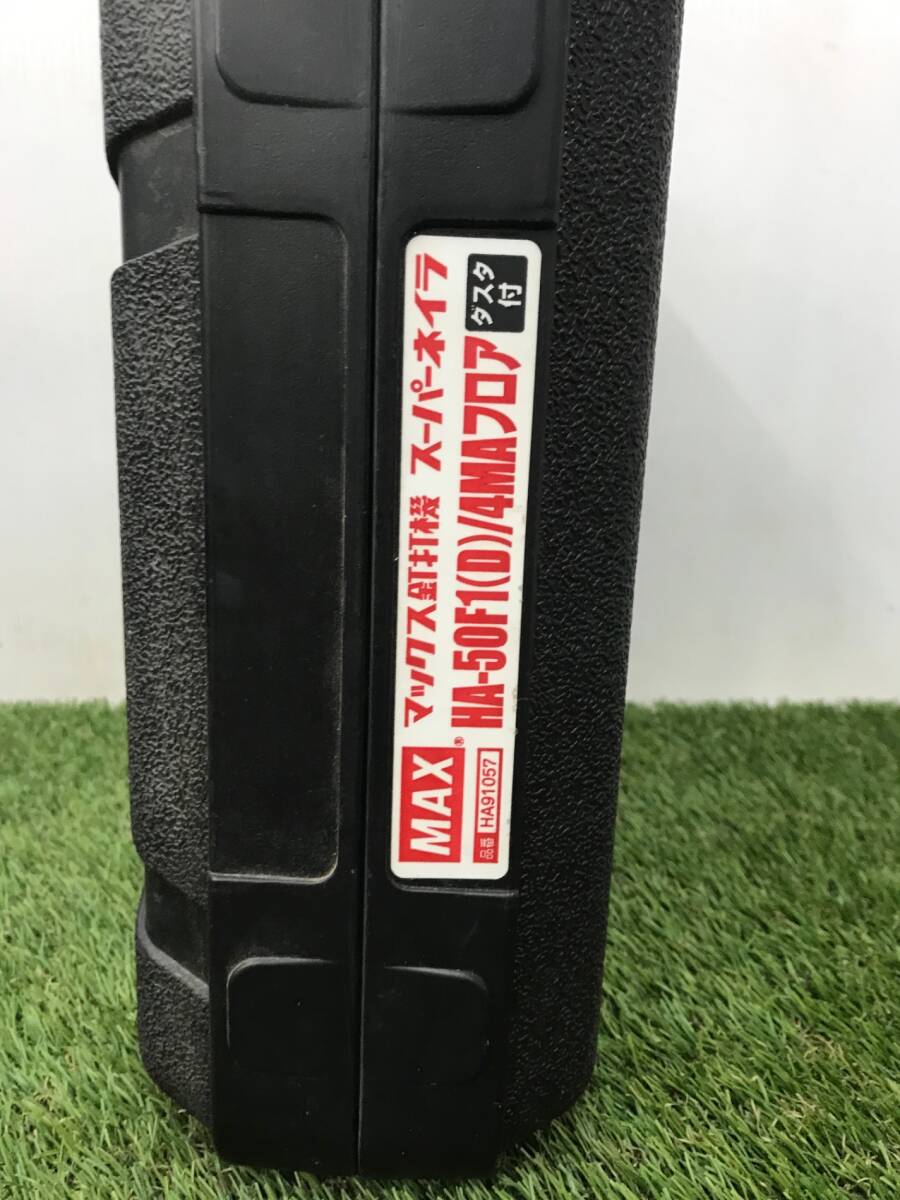 MAX®
マックス釘打機 スーパーネイラ
HA-50F1(D)/4MAフロア
ダスタ付
品番 HA91057